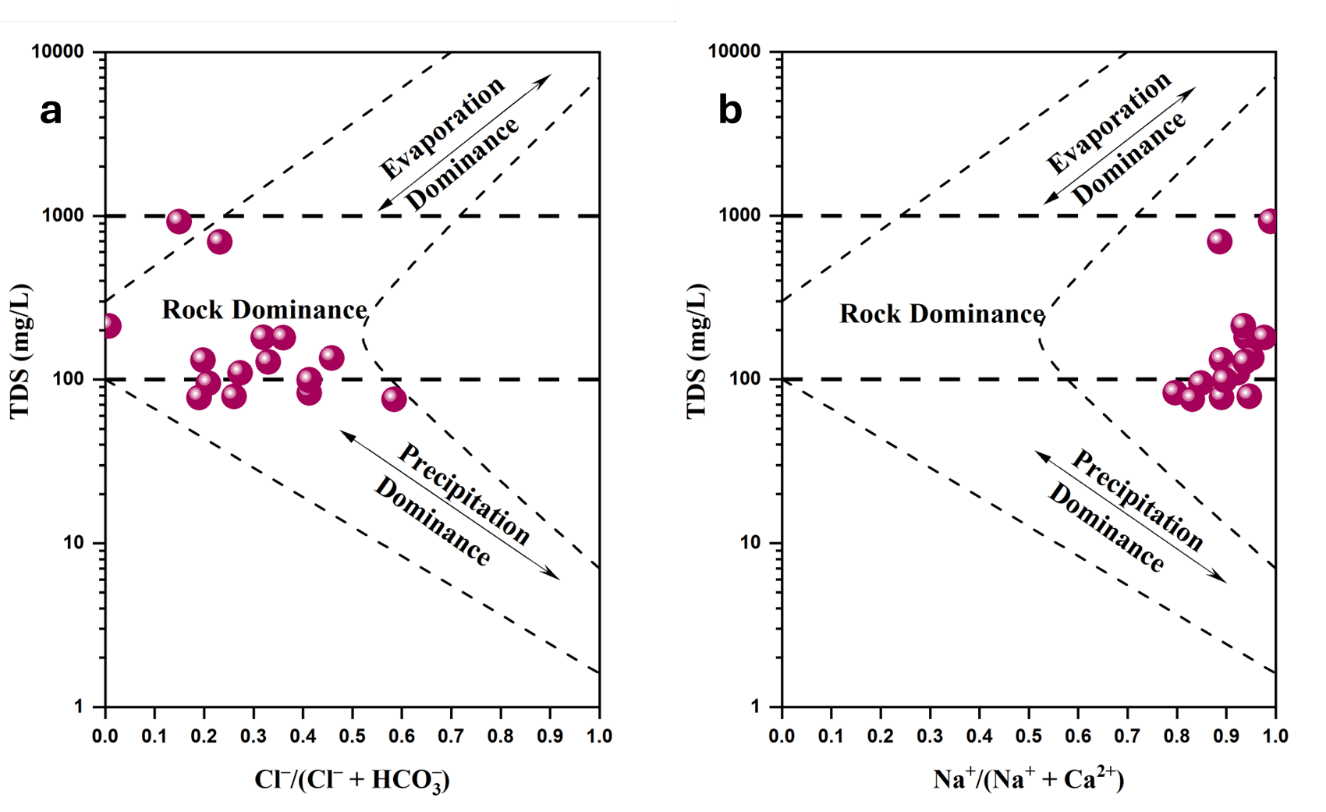 a
10000
1000
100
10
1
TDS (mg/L)
Evaporation
Dominance
Rock Dominance
Precipitation
Dominance
0.0 0.1 0.2 0.3 0.4 0.5 0.6 0.7 0.8 0.9 1.0
Cl⁻/(Cl⁻ + HCO₃⁻)
b
10000
1000
100
10
1
TDS (mg/L)
Evaporation
Dominance
Rock Dominance
Precipitation
Dominance
0.0 0.1 0.2 0.3 0.4 0.5 0.6 0.7 0.8 0.9 1.0
Na⁺/(Na⁺ + Ca²⁺)